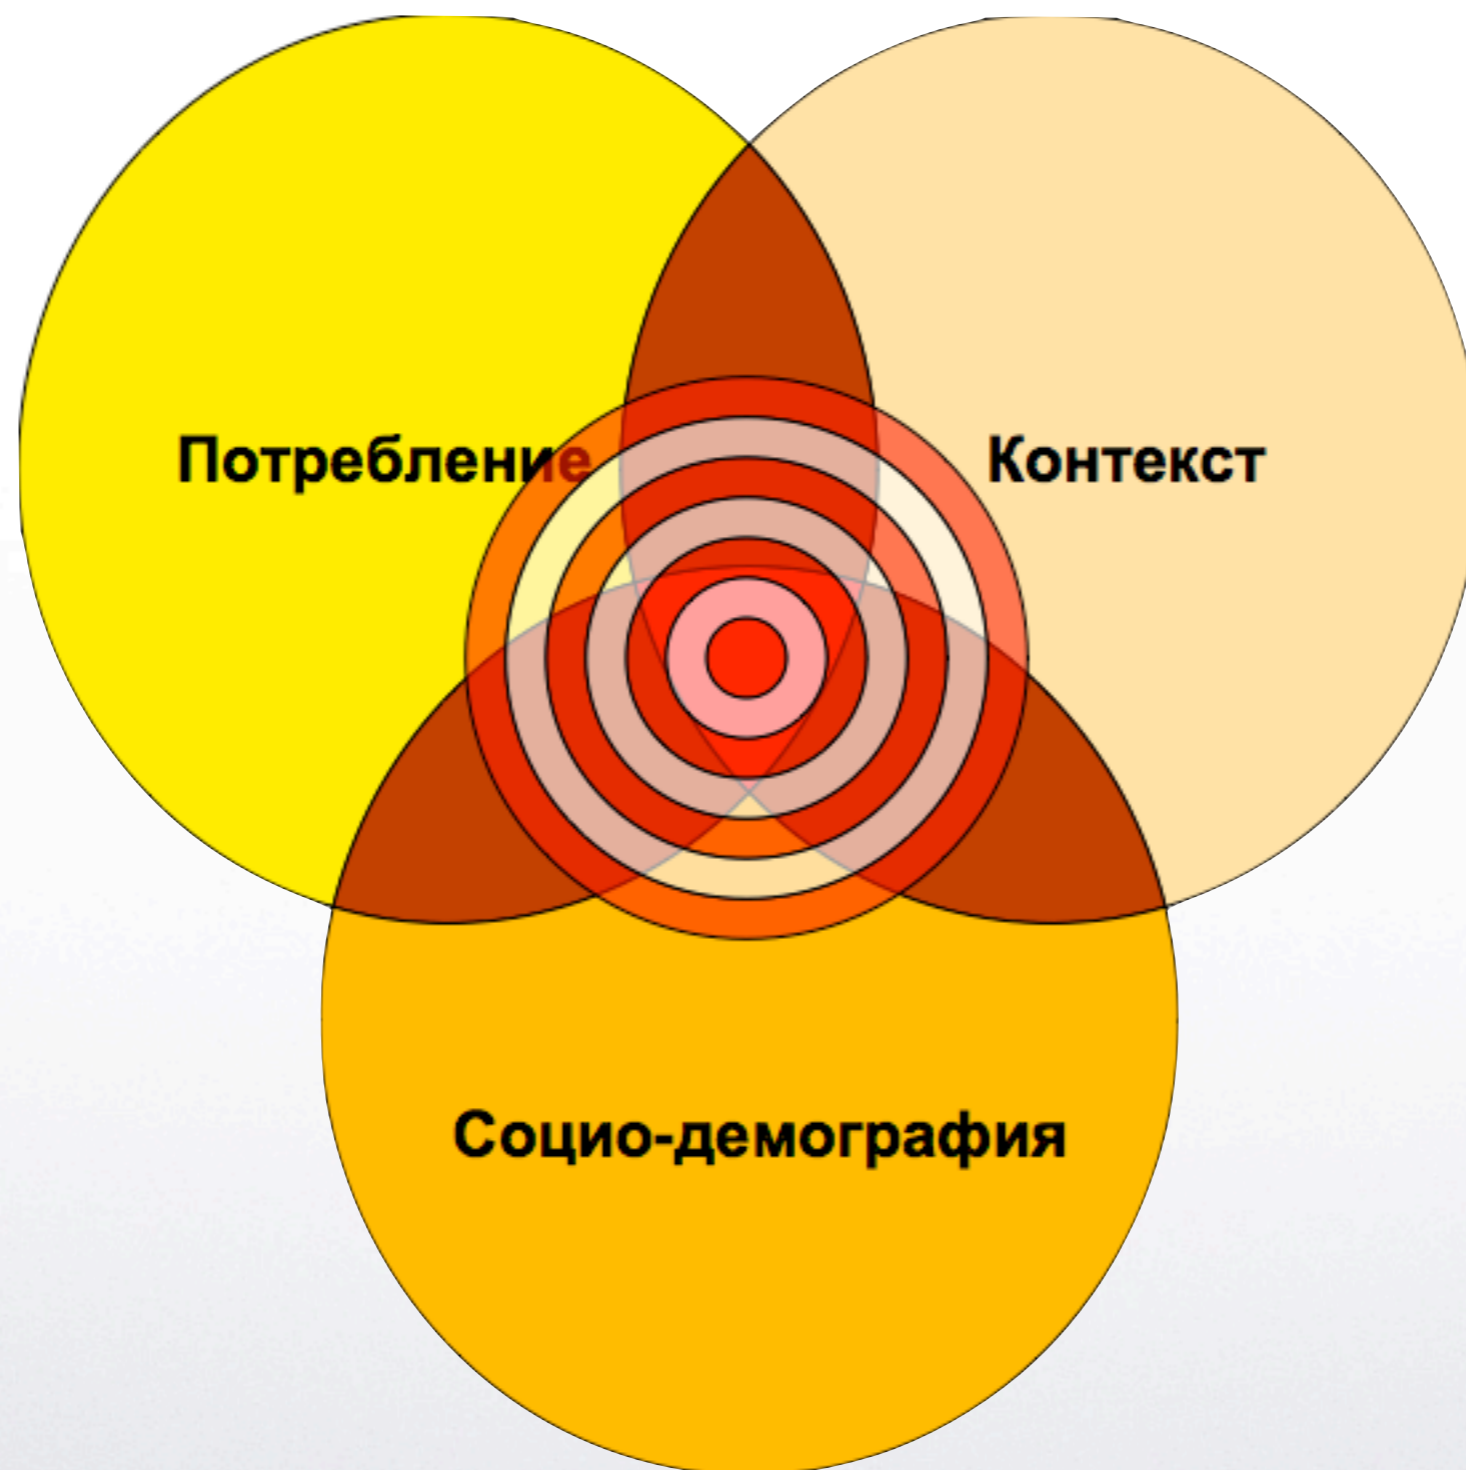 Потребление
Контекст
Социо-демография